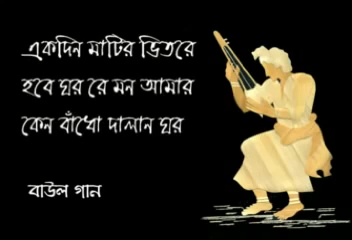 একদিন মাটির ভিতরে
হবে ঘর রে মন আমার
কেন বাঁধো দালান ঘর
বাউল গান